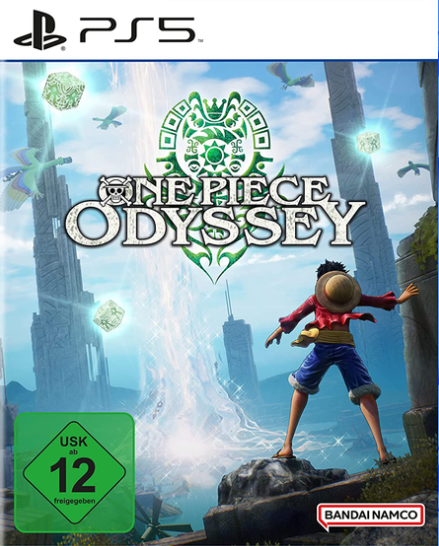 PS5
ONE PIECE
ODYSSEY
USK
ab
12
freigegeben
BANDAI NAMCO